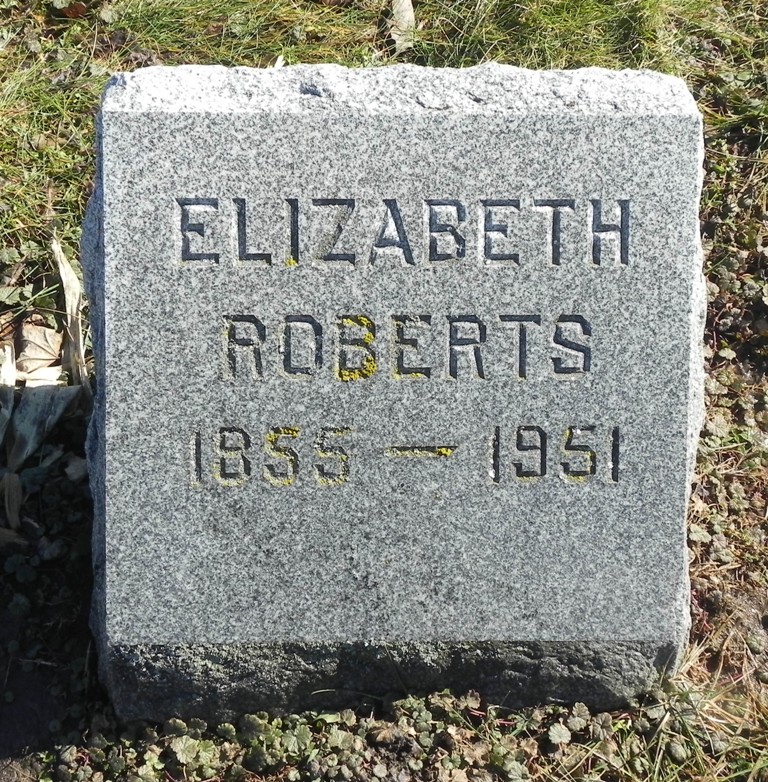 ELIZABETH
ROBERTS
1855 — 1951